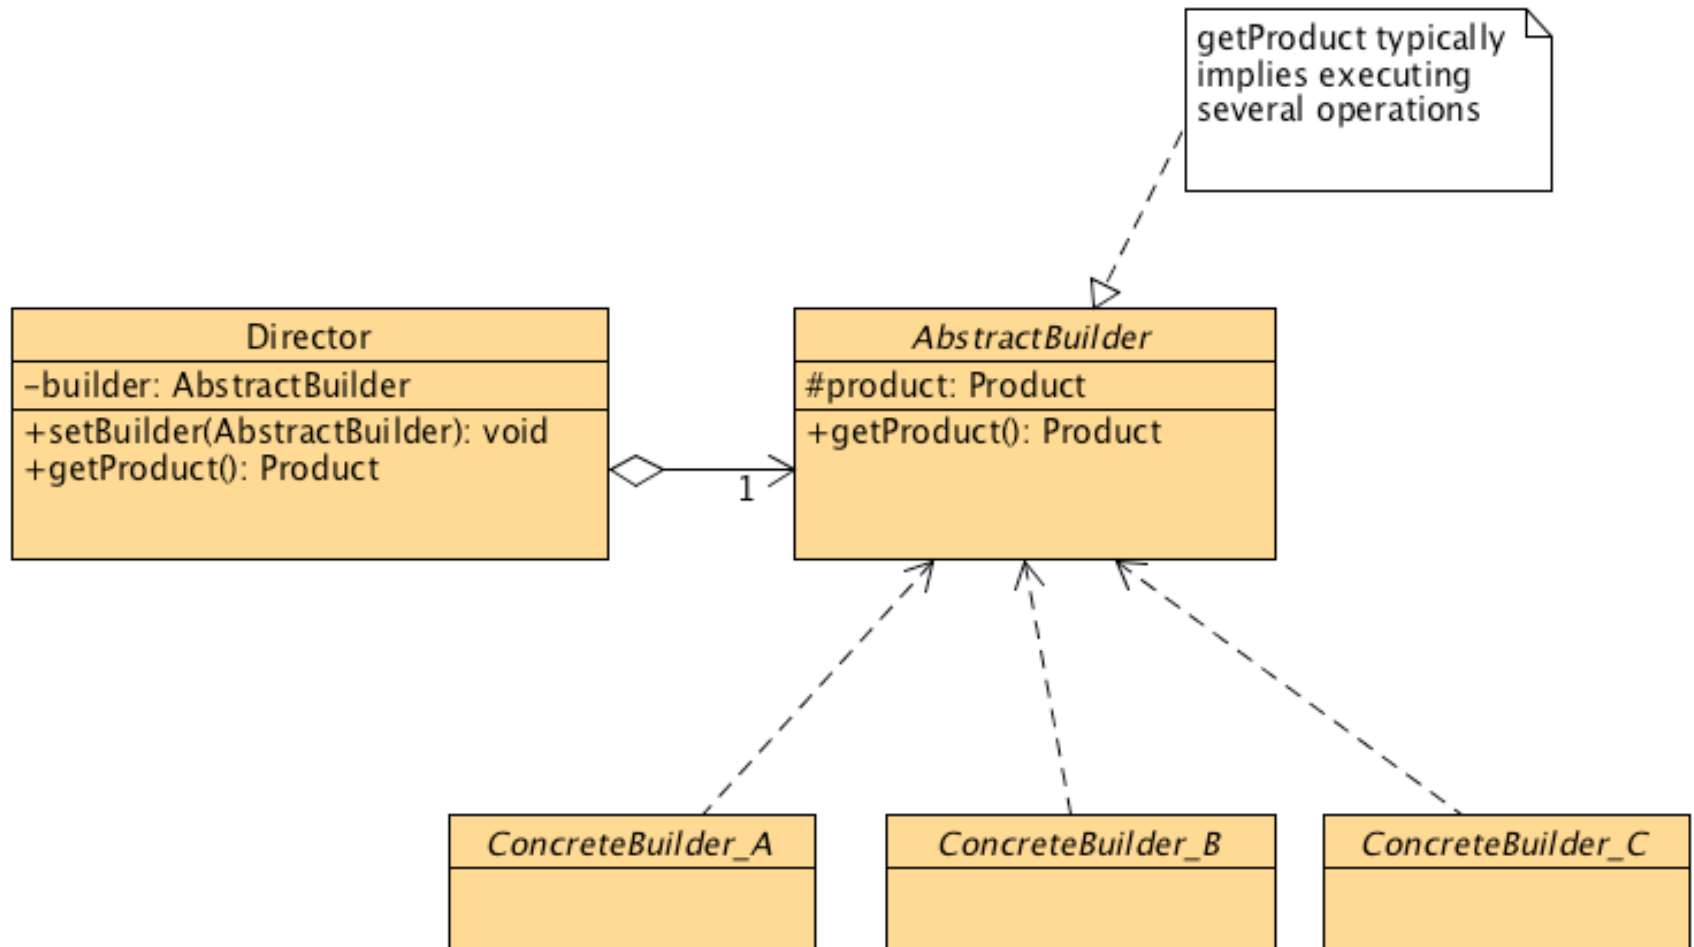 getProduct typically
implies executing
several operations
Director
-builder: AbstractBuilder
+setBuilder(AbstractBuilder): void
+getProduct(): Product
1
AbstractBuilder
#product: Product
+getProduct(): Product
ConcreteBuilder_A
ConcreteBuilder_B
ConcreteBuilder_C